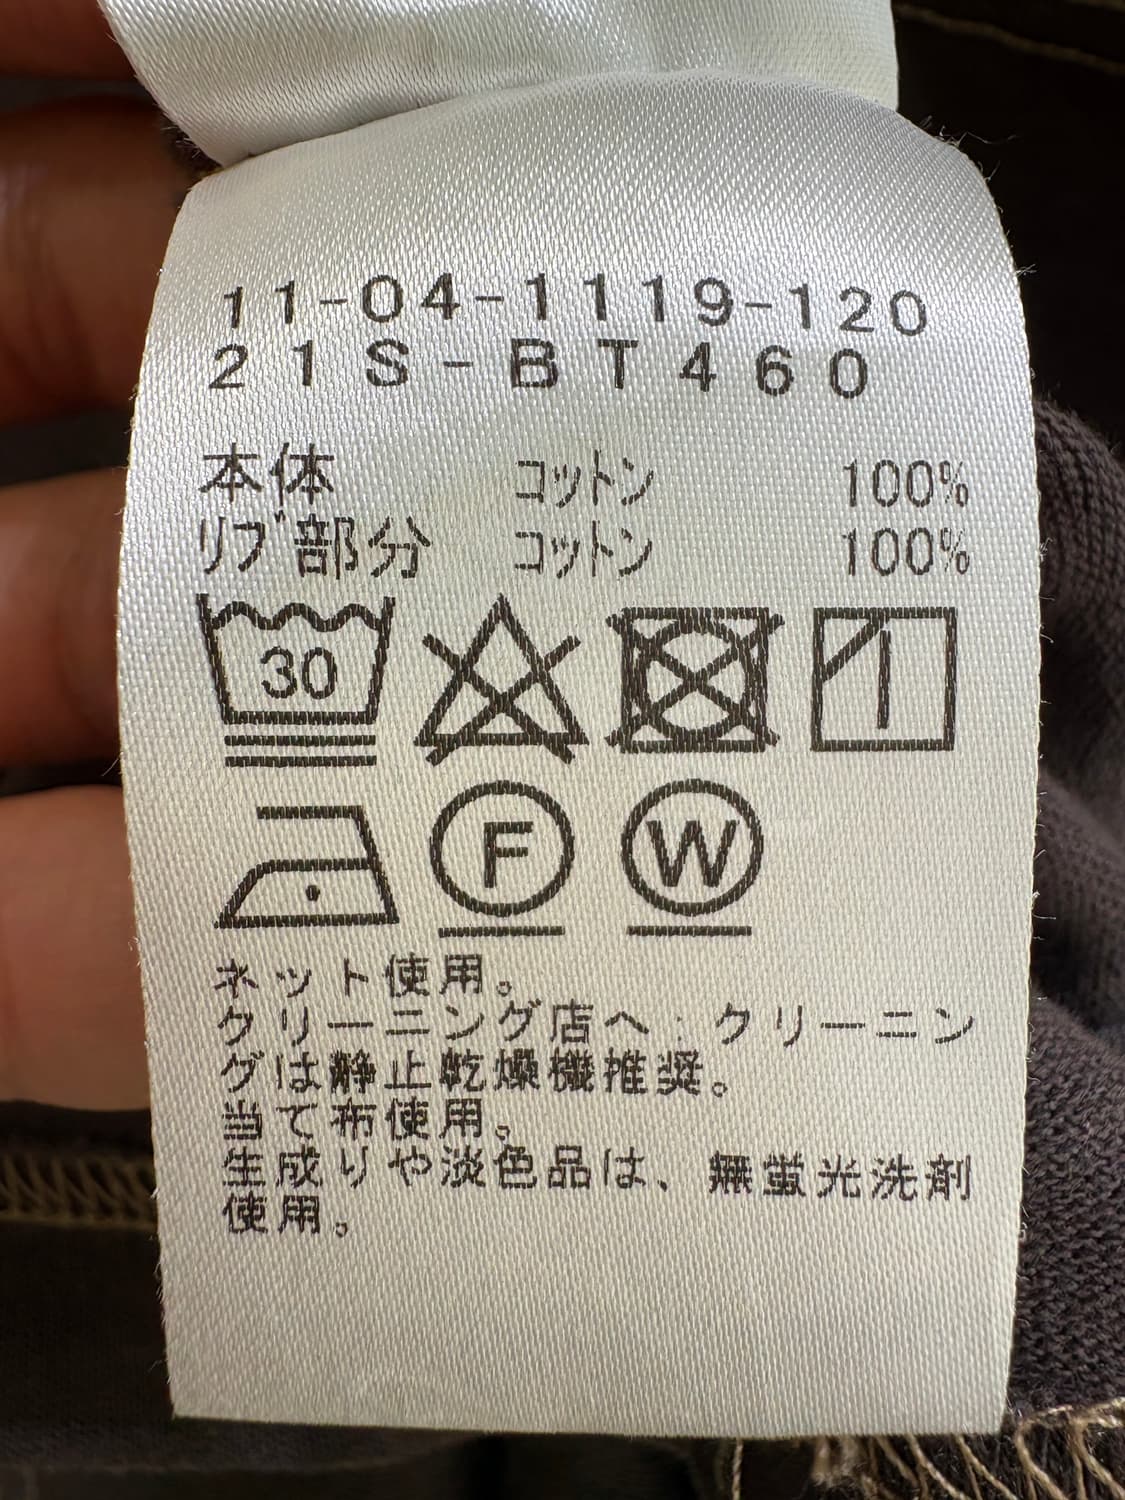 11-04-1119-120
21S-BT460
本体 コットン 100%
リブ部分 コットン 100%
30
F W
ネット使用。
クリーニング店へ:クリーニン
グは静止乾燥機推奨。
当て布使用。
生成りや淡色品は、無蛍光洗剤
使用。